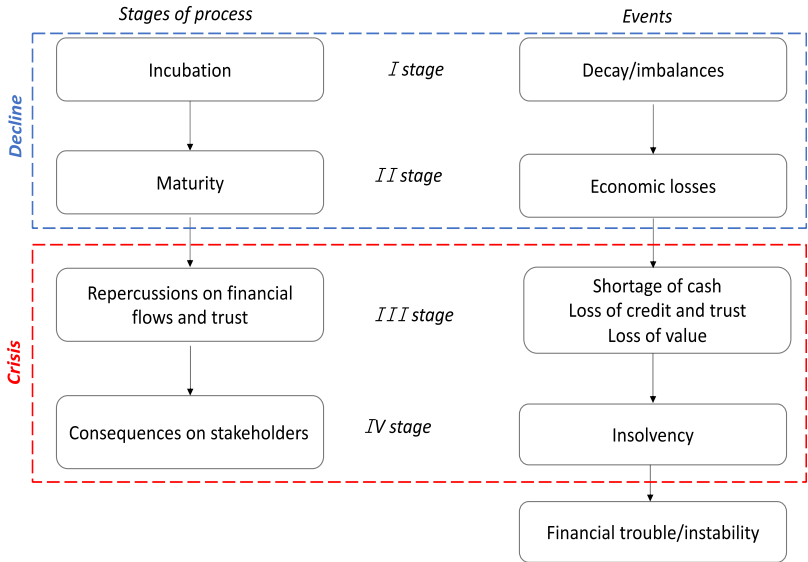 Stages of process
Events
Decline
Incubation
I stage
Decay/imbalances
Maturity
II stage
Economic losses
Crisis
Repercussions on financial
flows and trust
III stage
Shortage of cash
Loss of credit and trust
Loss of value
Consequences on stakeholders
IV stage
Insolvency
Financial trouble/instability